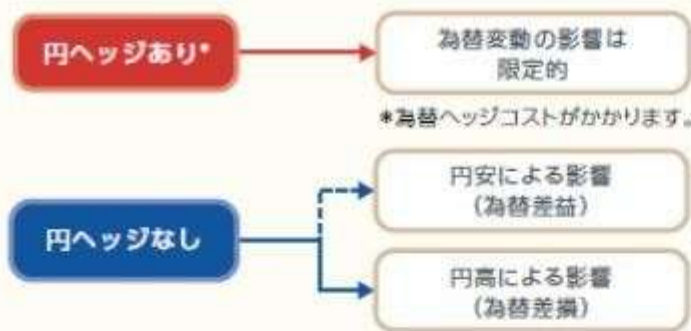 円ヘッジあり*
為替変動の影響は
限定的
*為替ヘッジコストがかかります。
円ヘッジなし
円安による影響
(為替差益)
円高による影響
(為替差損)